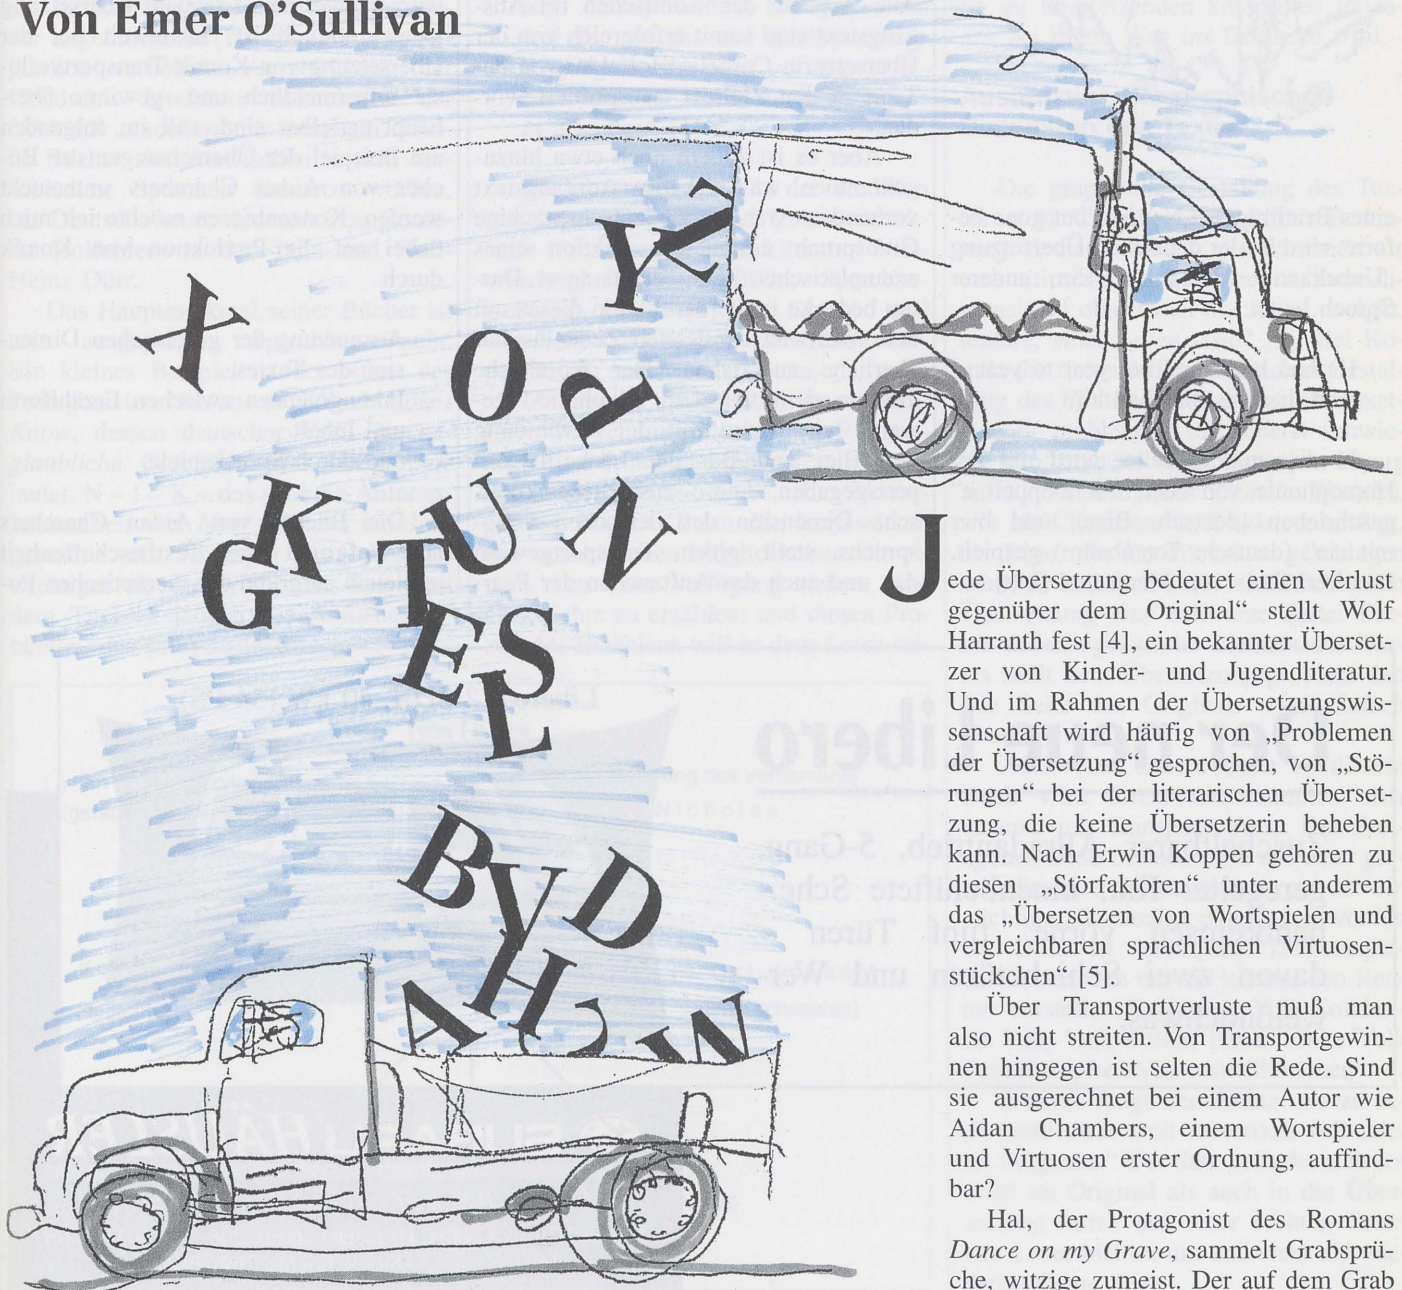 Von Emer O’Sullivan
Y
E
A
O
P
K
U
N
G
T
E
S
L
B
Y
D
H
A
L
W
Jede Übersetzung bedeutet einen Verlust
gegenüber dem Original“ stellt Wolf
Harranth fest [4], ein bekannter Überset-
zer von Kinder- und Jugendliteratur.
Und im Rahmen der Übersetzungswis-
senschaft wird häufig von „Problemen
der Übersetzung“ gesprochen, von „Stö-
rungen“ bei der literarischen Überset-
zung, die keine Übersetzerin beheben
kann. Nach Erwin Koppen gehören zu
diesen „Störfaktoren“ unter anderem
das „Übersetzen von Wortspielen und
vergleichbaren sprachlichen Virtuosen-
stückchen“ [5].
Über Transportverluste muß man
also nicht streiten. Von Transportgewin-
nen hingegen ist selten die Rede. Sind
sie ausgerechnet bei einem Autor wie
Aidan Chambers, einem Wortspieler
und Virtuosen erster Ordnung, auffind-
bar?
Hal, der Protagonist des Romans
Dance on my Grave, sammelt Grabsprü-
che, witzige zumeist. Der auf dem Grab